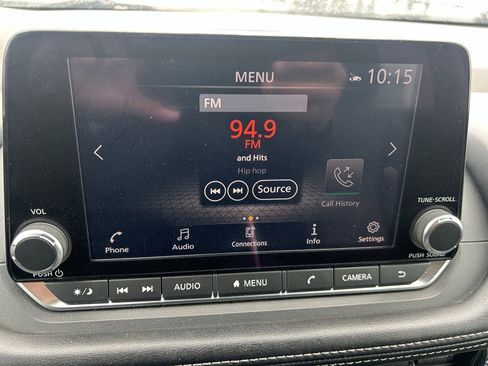 MENU 10:15
FM
94.9
FM
and Hits
Hip hop
Source
Call History
VOL
TUNE·SCROLL
Phone Audio Connections Info Settings
PUSH
PUSH SOUND
AUDIO MENU CAMERA